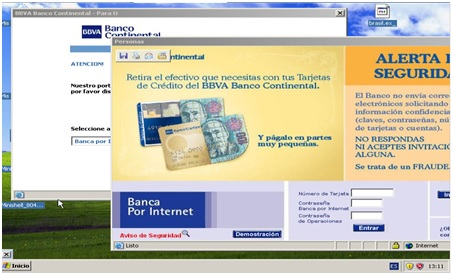 BBVA Banco Continental - Para U
brasil.ex
BBVA Banco
Continental
Personas
ATENCION
Nuestro port
por favor dis
Seleccione a
Banca por I
ontinental
Retira el efectivo que necesitas con tus Tarjetas
de Crédito del BBVA Banco Continental.
Y págalo en partes
muy pequeñas.
ALERTA
SEGURIDA
El Banco no envía corre
electrónicos solicitando
información confidencia
(claves, contraseñas, nú
de tarjetas o cuentas).
NO RESPONDAS
NI ACEPTES INVITACI
ALGUNA.
Se trata de un FRAUDE.
Banca
Por Internet
Aviso de Seguridad
Demostración
Número de Tarjeta
Contraseña
Banca por Internet
Contraseña
de Operaciones
Entrar
Listo
Internet
Inicio
ES
13:11